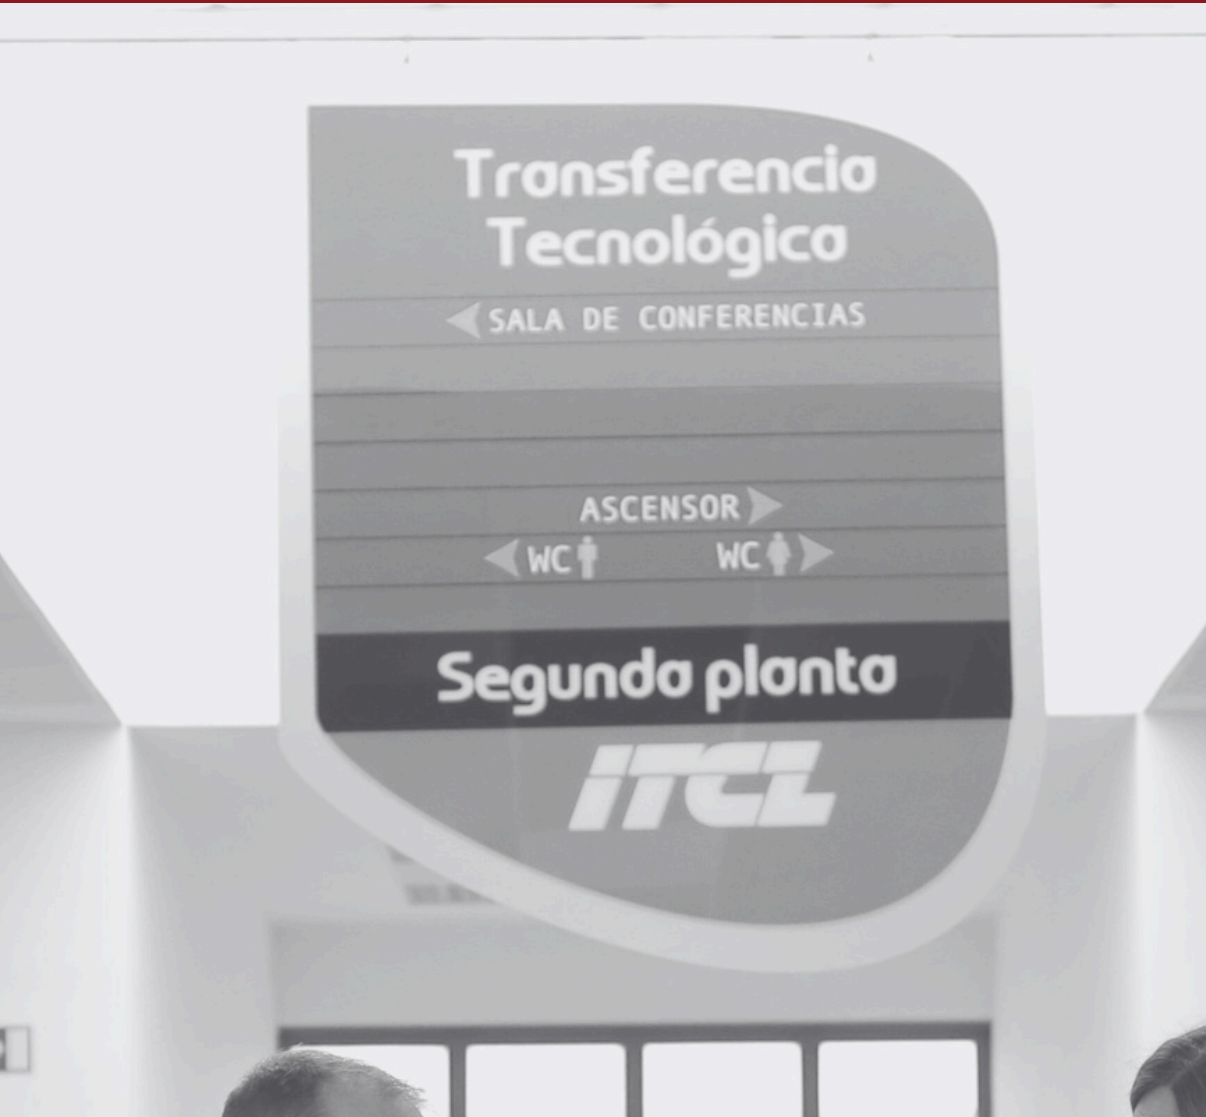 Transferencia
Tecnológica
SALA DE CONFERENCIAS
ASCENSOR
WC WC
Segunda planta
ITCL